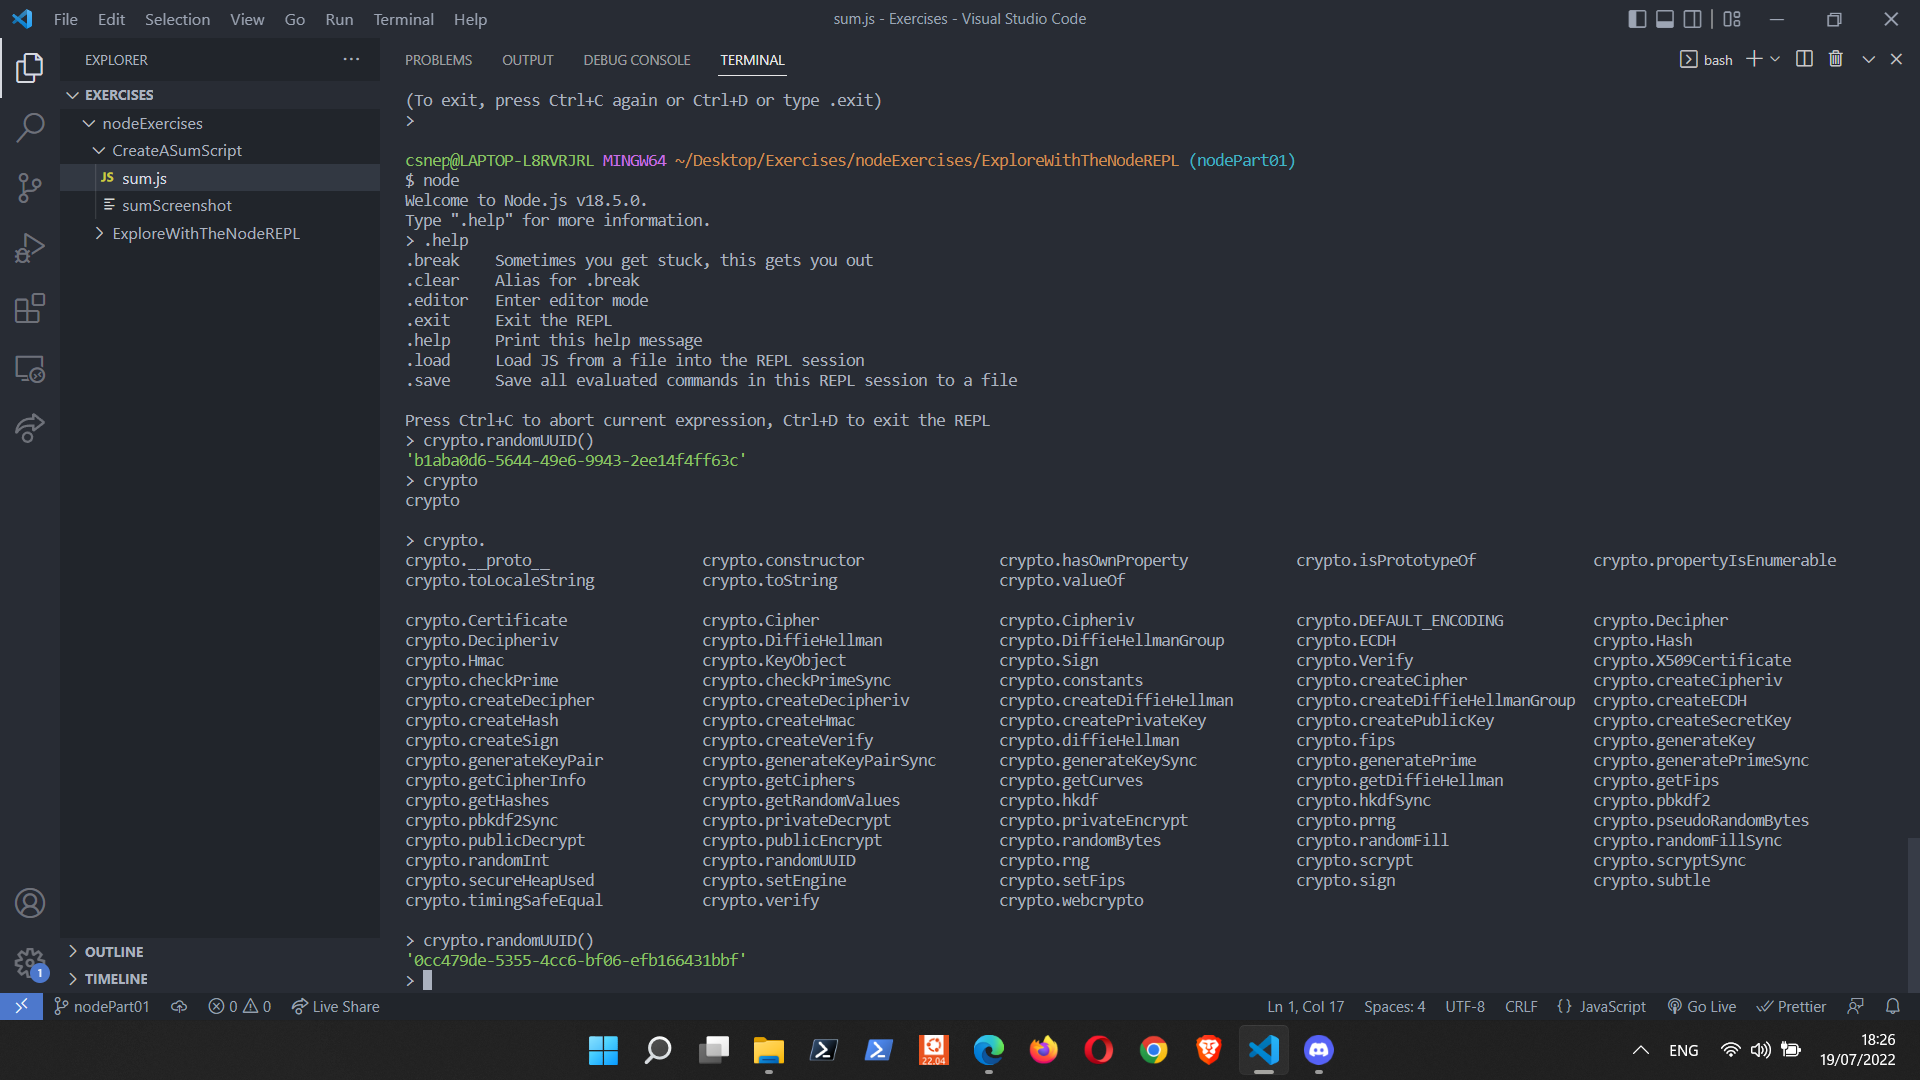 File Edit Selection View Go Run Terminal Help
sum.js - Exercises - Visual Studio Code
EXPLORER
EXERCISES
nodeExercises
CreateASumScript
JS sum.js
sumScreenshot
ExploreWithTheNodeREPL
OUTLINE
TIMELINE
1
PROBLEMS OUTPUT DEBUG CONSOLE TERMINAL
bash
(To exit, press Ctrl+C again or Ctrl+D or type .exit)
>
csnep@LAPTOP-L8RVRJRL MINGW64 ~/Desktop/Exercises/nodeExercises/ExploreWithTheNodeREPL (nodePart01)
$ node
Welcome to Node.js v18.5.0.
Type ".help" for more information.
> .help
.break Sometimes you get stuck, this gets you out
.clear Alias for .break
.editor Enter editor mode
.exit Exit the REPL
.help Print this help message
.load Load JS from a file into the REPL session
.save Save all evaluated commands in this REPL session to a file
Press Ctrl+C to abort current expression, Ctrl+D to exit the REPL
> crypto.randomUUID()
'b1aba0d6-5644-49e6-9943-2ee14f4ff63c'
> crypto
crypto
> crypto.
crypto.__proto__ crypto.constructor crypto.hasOwnProperty crypto.isPrototypeOf crypto.propertyIsEnumerable
crypto.toLocaleString crypto.toString crypto.valueOf
crypto.Certificate crypto.Cipher crypto.Cipheriv crypto.DEFAULT_ENCODING crypto.Decipher
crypto.Decipheriv crypto.DiffieHellman crypto.DiffieHellmanGroup crypto.ECDH crypto.Hash
crypto.Hmac crypto.KeyObject crypto.Sign crypto.Verify crypto.X509Certificate
crypto.checkPrime crypto.checkPrimeSync crypto.constants crypto.createCipher crypto.createCipheriv
crypto.createDecipher crypto.createDecipheriv crypto.createDiffieHellman crypto.createDiffieHellmanGroup crypto.createECDH
crypto.createHash crypto.createHmac crypto.createPrivateKey crypto.createPublicKey crypto.createSecretKey
crypto.createSign crypto.createVerify crypto.diffieHellman crypto.fips crypto.generateKey
crypto.generateKeyPair crypto.generateKeyPairSync crypto.generateKeySync crypto.generatePrime crypto.generatePrimeSync
crypto.getCipherInfo crypto.getCiphers crypto.getCurves crypto.getDiffieHellman crypto.getFips
crypto.getHashes crypto.getRandomValues crypto.hkdf crypto.hkdfSync crypto.pbkdf2
crypto.pbkdf2Sync crypto.privateDecrypt crypto.privateEncrypt crypto.prng crypto.pseudoRandomBytes
crypto.publicDecrypt crypto.publicEncrypt crypto.randomBytes crypto.randomFill crypto.randomFillSync
crypto.randomInt crypto.randomUUID crypto.rng crypto.scrypt crypto.scryptSync
crypto.secureHeapUsed crypto.setEngine crypto.setFips crypto.sign crypto.subtle
crypto.timingSafeEqual crypto.verify crypto.webcrypto
> crypto.randomUUID()
'0cc479de-5355-4cc6-bf06-efb166431bbf'
>
nodePart01 0 0 Live Share
Ln 1, Col 17 Spaces: 4 UTF-8 CRLF {} JavaScript Go Live Prettier
22.04
ENG
18:26
19/07/2022